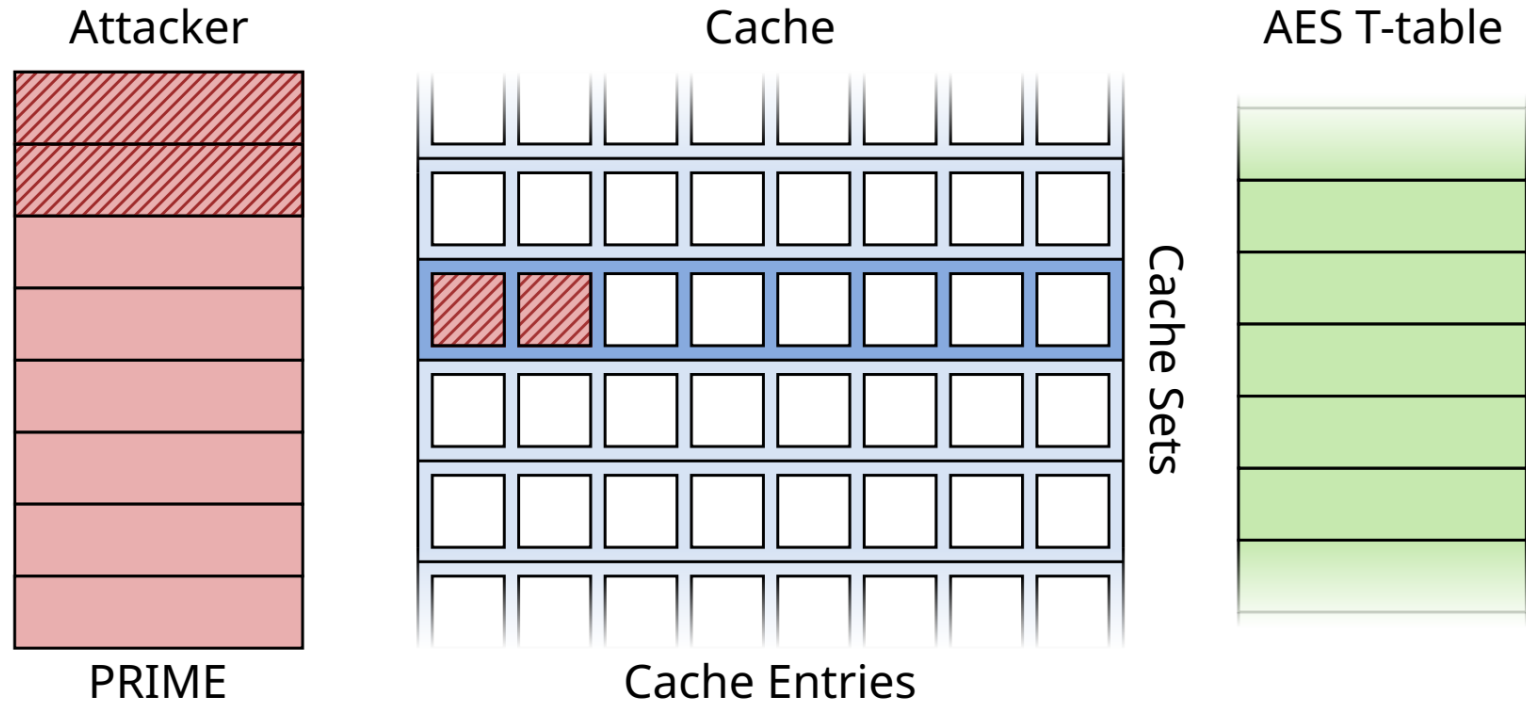 Attacker
Cache
AES T-table
Cache Sets
PRIME
Cache Entries